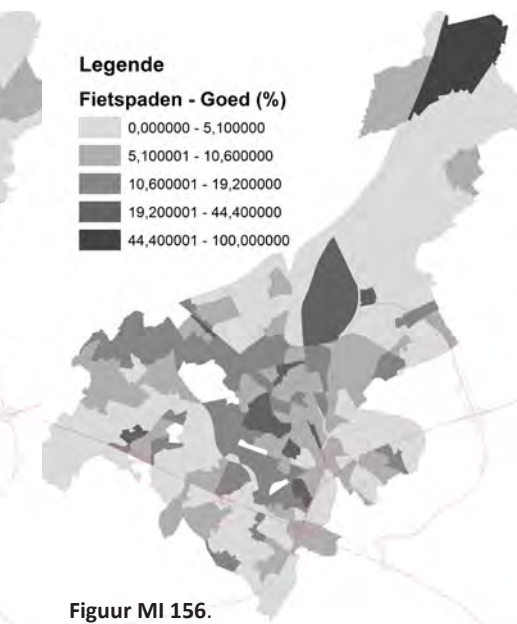 Legende
Fietspaden - Goed (%)
0,000000 - 5,100000
5,100001 - 10,600000
10,600001 - 19,200000
19,200001 - 44,400000
44,400001 - 100,000000
Figuur MI 156.